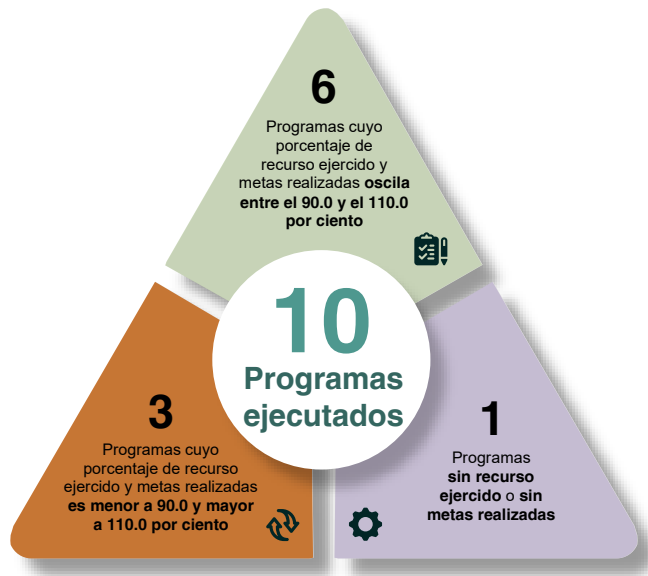 6
Programas cuyo
porcentaje de
recurso ejercido y
metas realizadas oscila
entre el 90.0 y el 110.0
por ciento
10
Programas
ejecutados
3
Programas cuyo
porcentaje de recurso
ejercido y metas realizadas
es menor a 90.0 y mayor
a 110.0 por ciento
1
Programas
sin recurso
ejercido o sin
metas realizadas